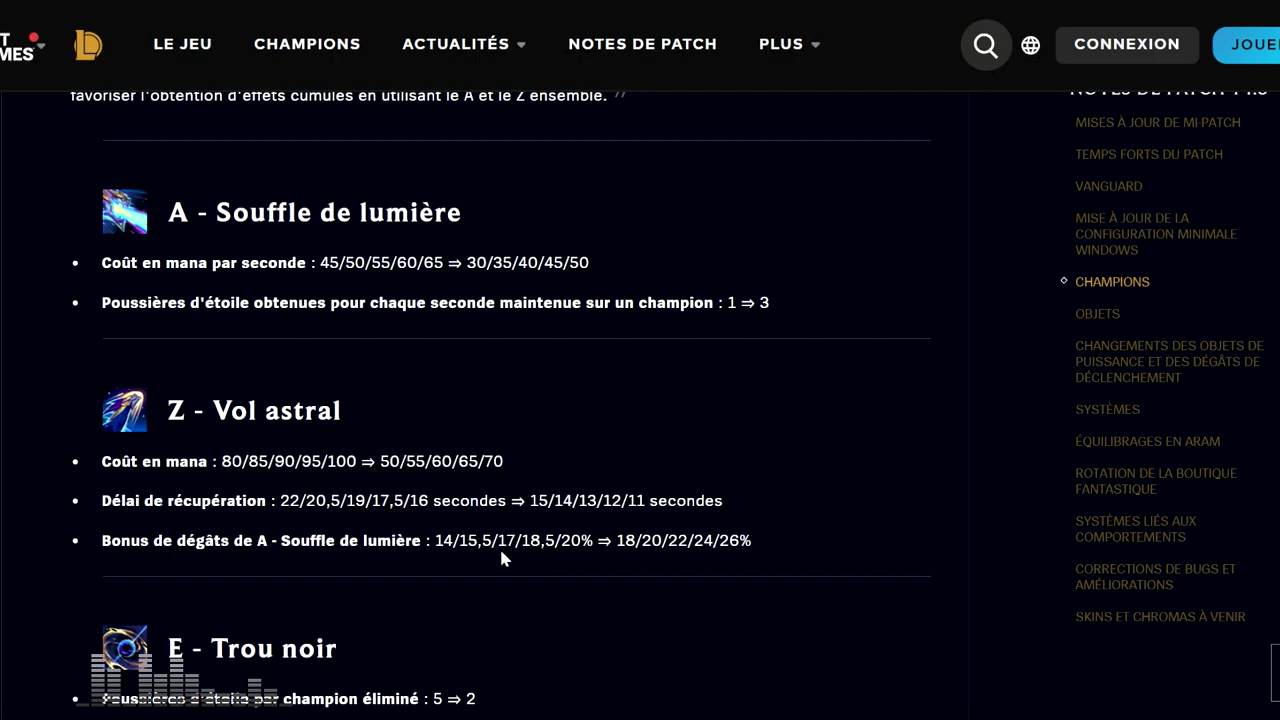 LE JEU
CHAMPIONS
ACTUALITÉS
NOTES DE PATCH
PLUS
CONNEXION
JOUE
favoriser l'obtention d'effets cumulés en utilisant le A et le Z ensemble. "
A - Souffle de lumière
• Coût en mana par seconde : 45/50/55/60/65 ⇒ 30/35/40/45/50
• Poussières d'étoile obtenues pour chaque seconde maintenue sur un champion : 1 ⇒ 3
Z - Vol astral
• Coût en mana : 80/85/90/95/100 ⇒ 50/55/60/65/70
• Délai de récupération : 22/20,5/19/17,5/16 secondes ⇒ 15/14/13/12/11 secondes
• Bonus de dégâts de A - Souffle de lumière : 14/15,5/17/18,5/20% ⇒ 18/20/22/24/26%
E - Trou noir
• Poussières d'étoile par champion éliminé : 5 ⇒ 2
MISES À JOUR DE MI-PATCH
TEMPS FORTS DU PATCH
VANGUARD
MISE À JOUR DE LA
CONFIGURATION MINIMALE
WINDOWS
CHAMPIONS
OBJETS
CHANGEMENTS DES OBJETS DE
PUISSANCE ET DES DÉGÂTS DE
DÉCLENCHEMENT
SYSTÈMES
ÉQUILIBRAGES EN ARAM
ROTATION DE LA BOUTIQUE
FANTASTIQUE
SYSTÈMES LIÉS AUX
COMPORTEMENTS
CORRECTIONS DE BUGS ET
AMÉLIORATIONS
SKINS ET CHROMAS À VENIR